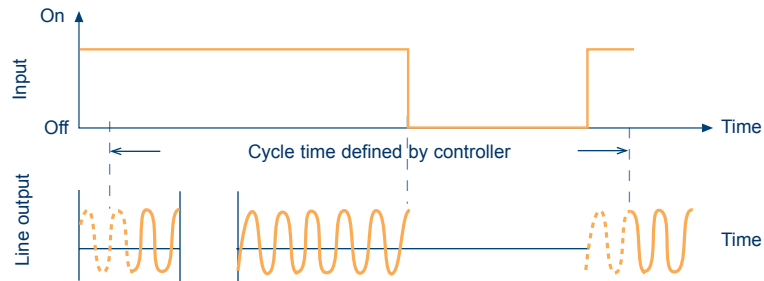 On
Input
Off
Time
Cycle time defined by controller
Line output
Time